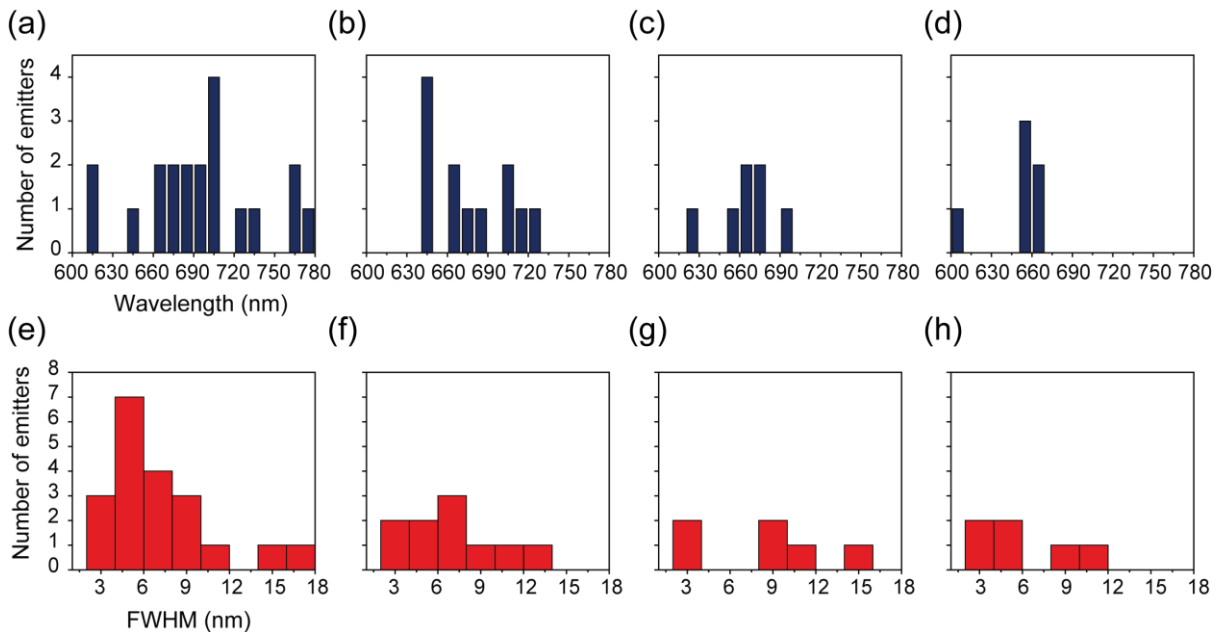 (a)
(b)
(c)
(d)
Number of emitters
4
3
2
1
0
600 630 660 690 720 750 780
600 630 660 690 720 750 780
600 630 660 690 720 750 780
600 630 660 690 720 750 780
Wavelength (nm)
(e)
(f)
(g)
(h)
Number of emitters
8
7
6
5
4
3
2
1
0
3 6 9 12 15 18
3 6 9 12 15 18
3 6 9 12 15 18
3 6 9 12 15 18
FWHM (nm)